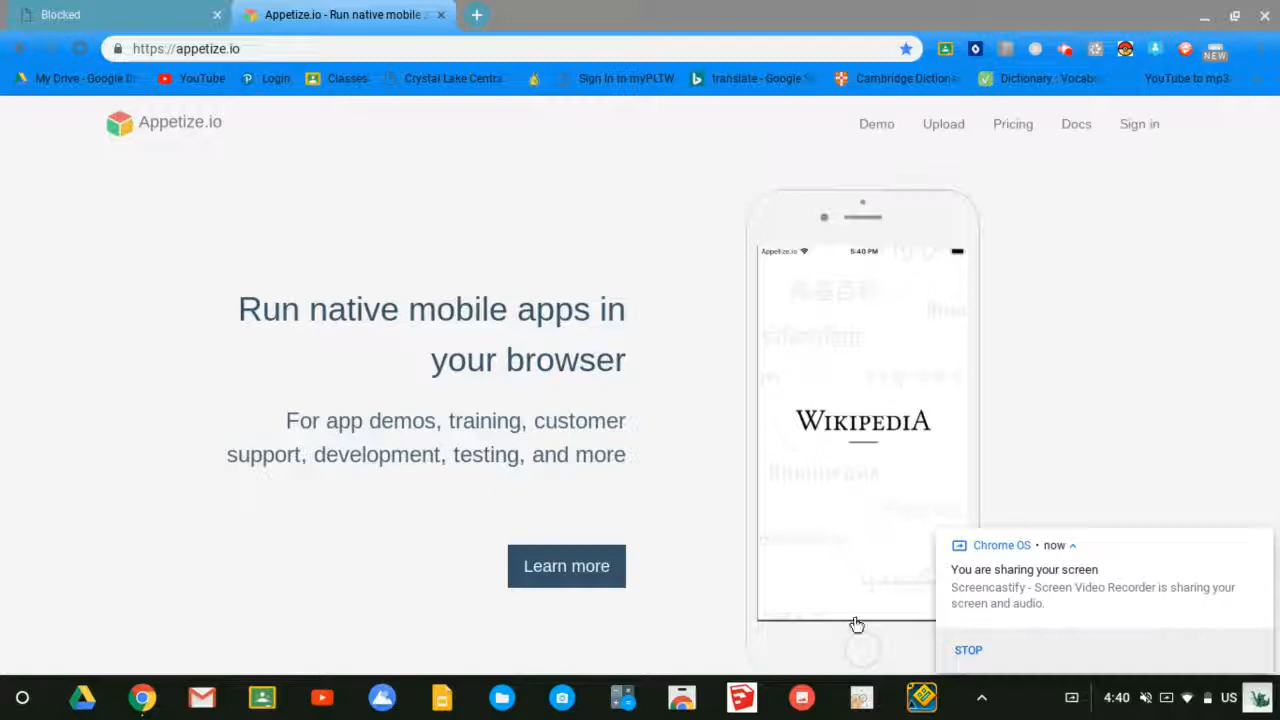 Blocked
Appetize.io - Run native mobile
https://appetize.io
NEW
My Drive - Google Dr
YouTube
Login
Classes
Crystal Lake Centra
Sign In to myPLTW
translate - Google S
Cambridge Dictiona
Dictionary : Vocabu
YouTube to mp3
Appetize.io
Demo
Upload
Pricing
Docs
Sign in
Appetize.io
5:40 PM
Run native mobile apps in
your browser
WIKIPEDIA
For app demos, training, customer
support, development, testing, and more
Learn more
Chrome OS • now
You are sharing your screen
Screencastify - Screen Video Recorder is sharing your
screen and audio.
STOP
4:40
US